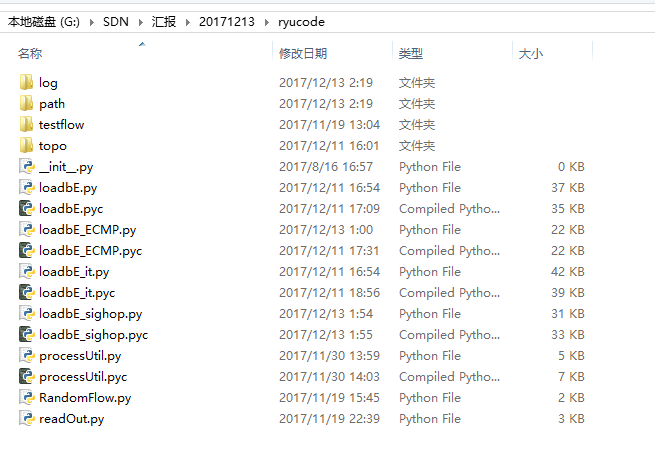 本地磁盘 (G:) SDN 汇报 20171213 ryucode
名称 修改日期 类型 大小
log 2017/12/13 2:19 文件夹
path 2017/12/13 2:19 文件夹
testflow 2017/11/19 13:04 文件夹
topo 2017/12/11 16:01 文件夹
__init__.py 2017/8/16 16:57 Python File 0 KB
loadbE.py 2017/12/11 16:54 Python File 37 KB
loadbE.pyc 2017/12/11 17:09 Compiled Pytho... 35 KB
loadbE_ECMP.py 2017/12/13 1:00 Python File 22 KB
loadbE_ECMP.pyc 2017/12/11 17:31 Compiled Pytho... 22 KB
loadbE_it.py 2017/12/11 16:54 Python File 42 KB
loadbE_it.pyc 2017/12/11 18:56 Compiled Pytho... 39 KB
loadbE_sighop.py 2017/12/13 1:54 Python File 31 KB
loadbE_sighop.pyc 2017/12/13 1:55 Compiled Pytho... 33 KB
processUtil.py 2017/11/30 13:59 Python File 5 KB
processUtil.pyc 2017/11/30 14:03 Compiled Pytho... 7 KB
RandomFlow.py 2017/11/19 15:45 Python File 2 KB
readOut.py 2017/11/19 22:39 Python File 3 KB